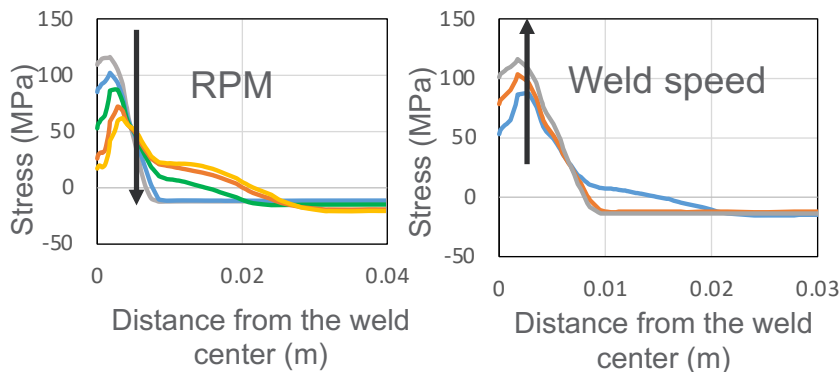 150
100
50
0
-50
0
0.02
0.04
Stress (MPa)
RPM
Distance from the weld
center (m)
150
100
50
0
-50
0
0.01
0.02
0.03
Stress (MPa)
Weld speed
Distance from the weld
center (m)